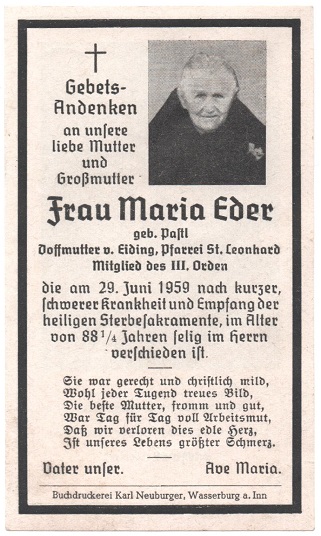 Gebets-
Andenken
an unsere
liebe Mutter
und
Großmutter
Frau Maria Eder
geb. Pastl
Dossmutter v. Eiding, Pfarrei St. Leonhard
Mitglied des III. Orden
die am 29. Juni 1959 nach kurzer,
schwerer Krankheit und Empfang der
heiligen Sterbesakramente, im Alter
von 88 1/4 Jahren selig im Herrn
verschieden ist.
Sie war gerecht und christlich mild,
Wohl jeder Tugend treues Bild,
Die beste Mutter, fromm und gut,
War Tag für Tag voll Arbeitsmut,
Daß wir verloren dies edle Herz,
Ist unseres Lebens größter Schmerz.
Vater unser. Ave Maria.
Buchdruckerei Karl Neuburger, Wasserburg a. Inn